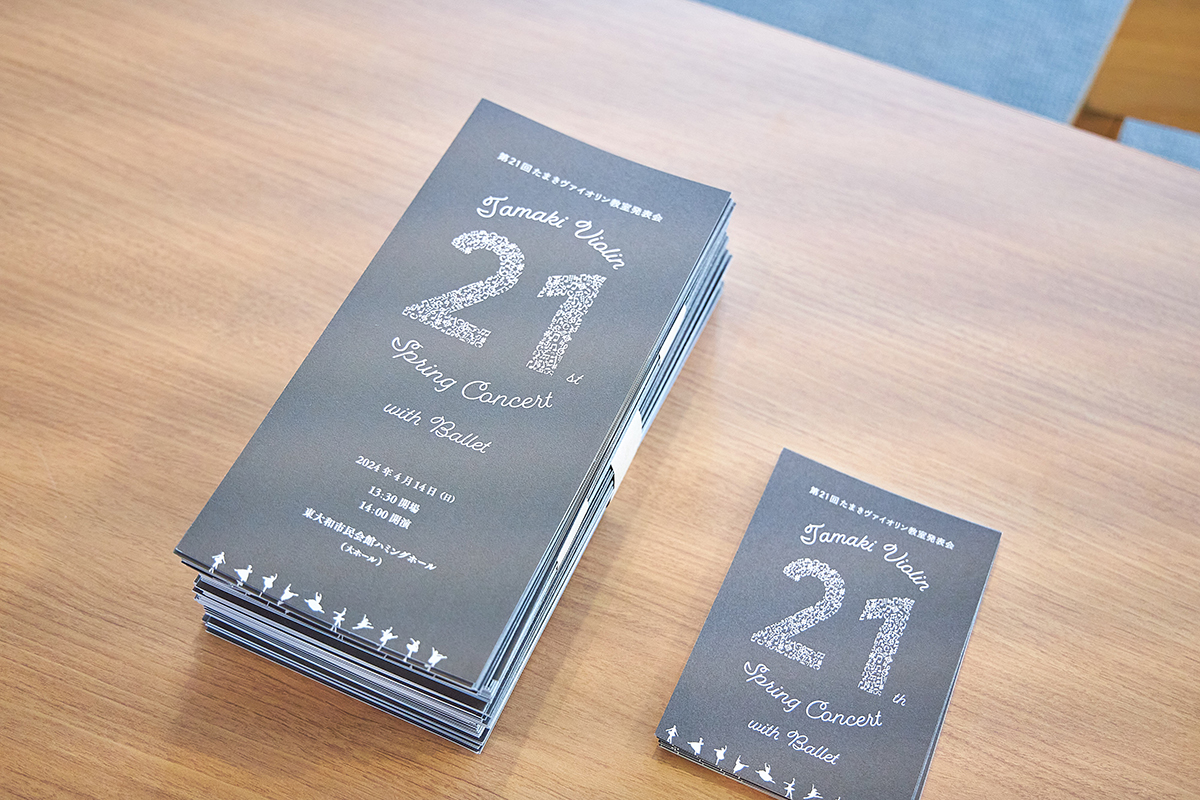 第21回 たまきヴァイオリン教室発表会
Tamaki Violin
21st
Spring Concert
with Ballet
2024年4月14日(日)
13:30 開場
14:00 開演
東大和市民会館ハミングホール
(大ホール)
第21回 たまきヴァイオリン教室発表会
Tamaki Violin
21th
Spring Concert
with Ballet